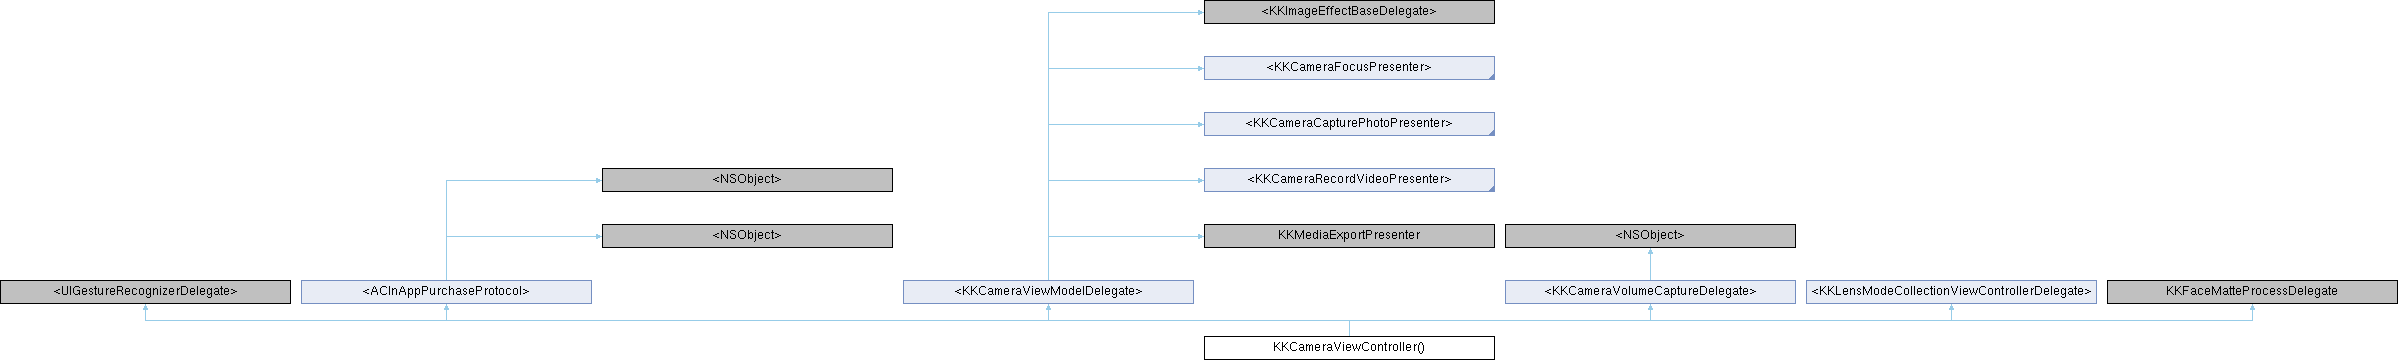 <KKImageEffectBaseDelegate>
<KKCameraFocusPresenter>
<KKCameraCapturePhotoPresenter>
<NSObject>
<KKCameraRecordVideoPresenter>
<NSObject>
KKMediaExportPresenter
<NSObject>
<UIGestureRecognizerDelegate>
<ACInAppPurchaseProtocol>
<KKCameraViewModelDelegate>
<KKCameraVolumeCaptureDelegate>
<KKLensModeCollectionViewControllerDelegate>
KKFaceMatteProcessDelegate
KKCameraViewController()